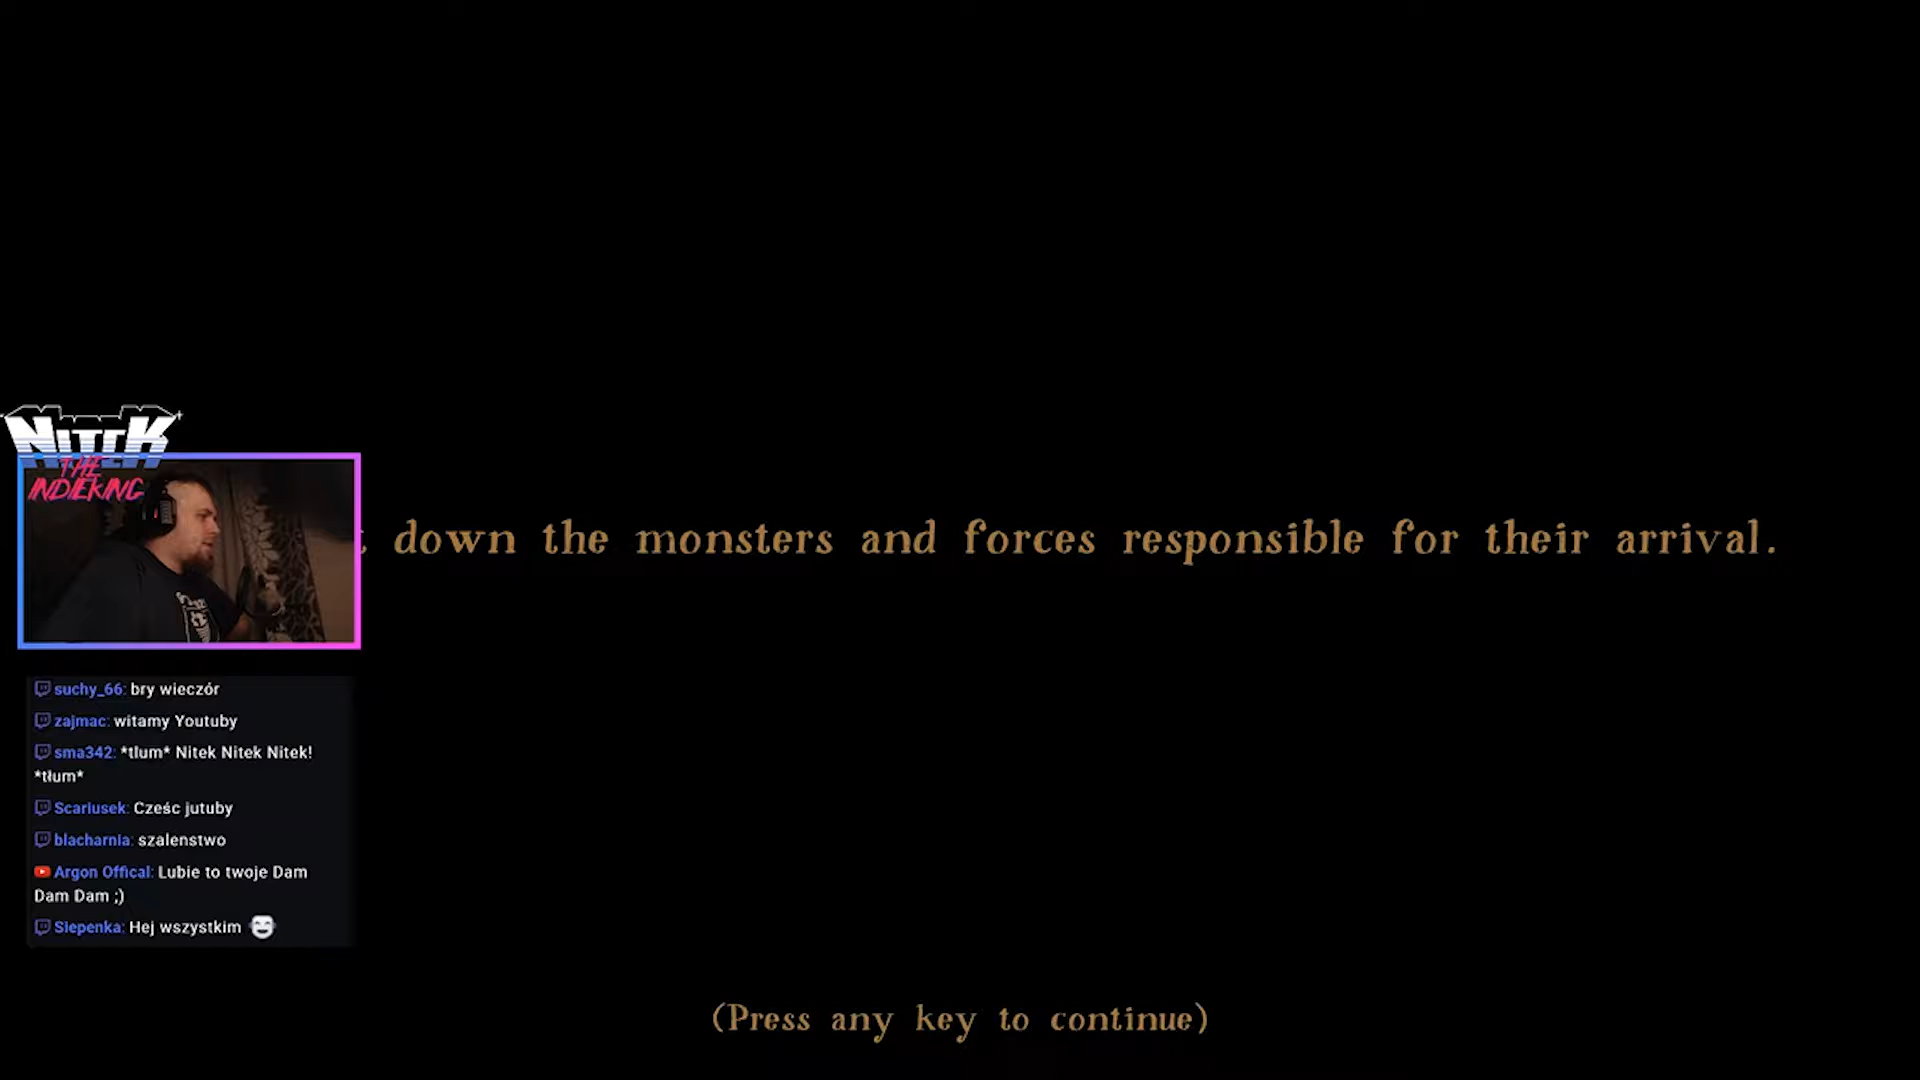 NITEK
THE
INDIEKING
down the monsters and forces responsible for their arrival.
suchy_66: bry wieczór
zajmac: witamy Youtuby
sma342: *tlum* Nitek Nitek Nitek!
*tłum*
Scarlusek: Cześc jutuby
blacharnia: szalenstwo
Argon Offical: Lubie to twoje Dam
Dam Dam ;)
Slepenka: Hej wszystkim
(Press any key to continue)